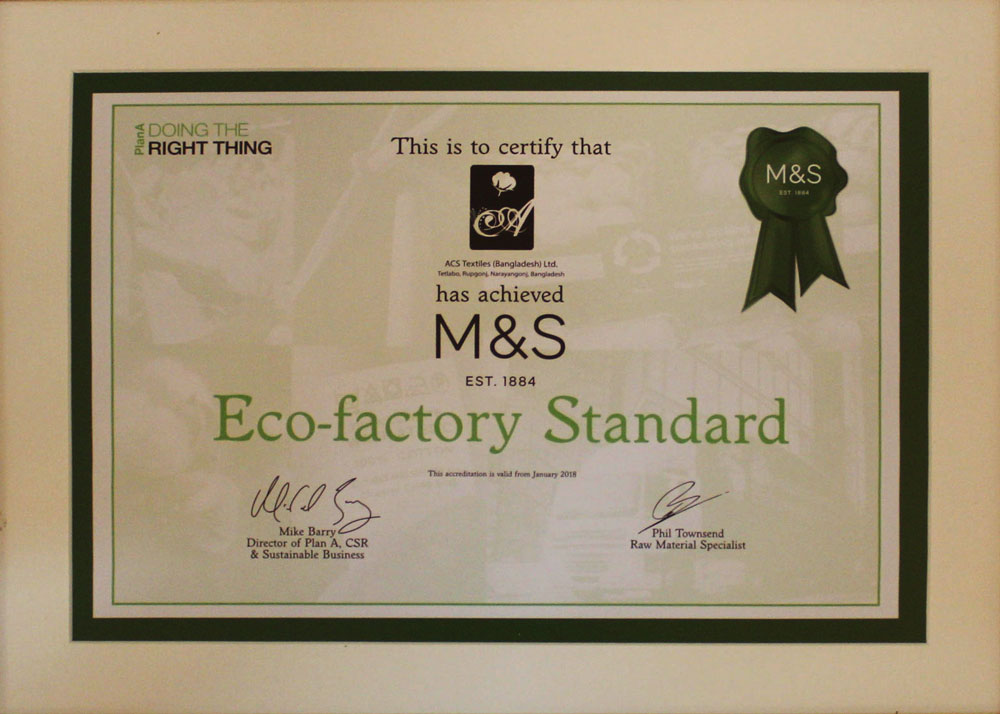 PlanA DOING THE
RIGHT THING
This is to certify that
A
ACS Textiles (Bangladesh) Ltd.
Tetlabo, Rupgonj, Narayangonj, Bangladesh
has achieved
M&S
EST. 1884
Eco-factory Standard
This accreditation is valid from January 2018
Mike Barry
Director of Plan A, CSR
& Sustainable Business
Phil Townsend
Raw Material Specialist
M&S
EST. 1884